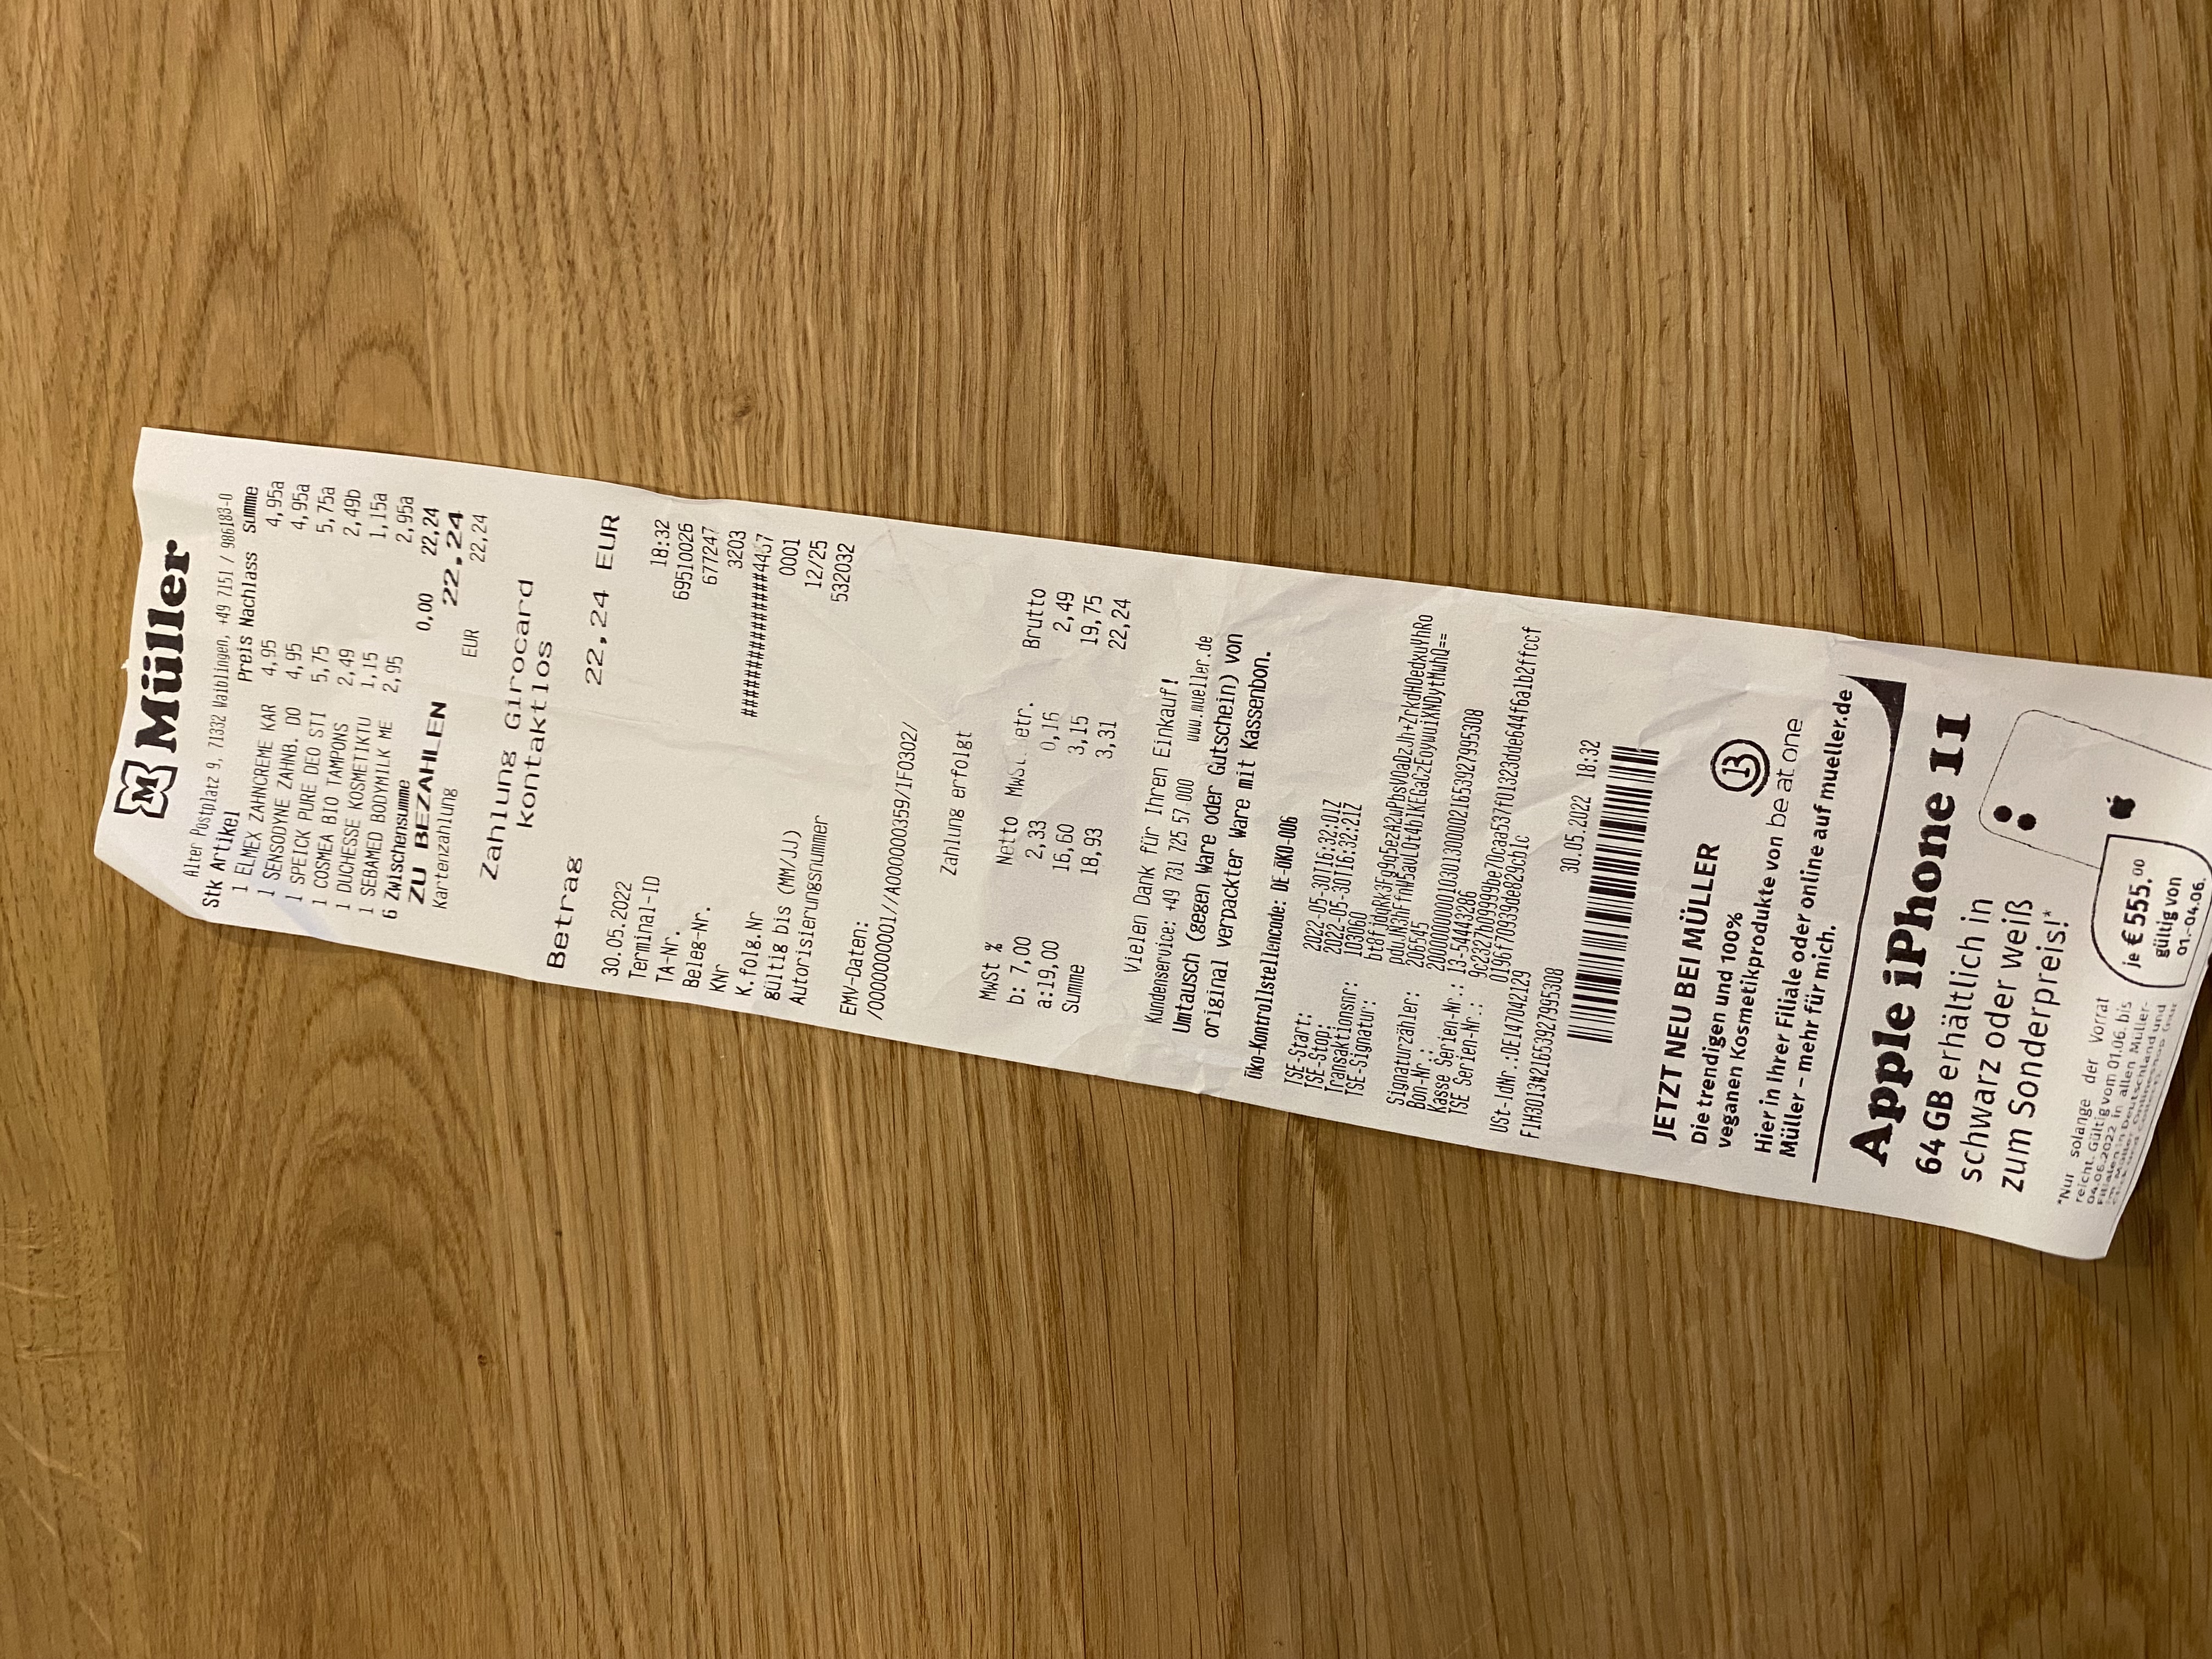 M Müller
Alter Postplatz 9, 71332 Waiblingen, +49 7151 / 986183-0
Stk Artikel Preis Nachlass Summe
1 ELMEX ZAHNCREME KAR 4,95 4,95a
1 SENSODYNE ZAHNB. DO 4,95 4,95a
1 SPEICK PURE DEO STI 5,75 5,75a
1 COSMEA BIO TAMPONS 2,49 2,49b
1 DUCHESSE KOSMETIKTU 1,15 1,15a
1 SEBAMED BODYMILK ME 2,95 2,95a
6 Zwischensumme 0,00 22,24
ZU BEZAHLEN 22,24
Kartenzahlung EUR 22,24
Zahlung Girocard
kontaktlos
Betrag 22,24 EUR
30.05.2022 18:32
Terminal-ID 69510026
TA-Nr. 677247
Beleg-Nr. 3203
KNr ###############4457
K.folg.Nr 0001
gültig bis (MM/JJ) 12/25
Autorisierungsnummer 532032
EMV-Daten:
/0000000001//A000000359/1F0302/
Zahlung erfolgt
MwSt % Netto MwSt. etr. Brutto
b: 7,00 2,33 0,16 2,49
a:19,00 16,60 3,15 19,75
Summe 18,93 3,31 22,24
Vielen Dank für Ihren Einkauf!
Kundenservice: +49 731 725 57 000 www.mueller.de
Umtausch (gegen Ware oder Gutschein) von
original verpackter Ware mit Kassenbon.
Öko-Kontrollstellencode: DE-ÖKO-006
TSE-Start: 2022-05-30T16:32:01Z
TSE-Stop: 2022-05-30T16:32:21Z
Transaktionsnr: 103060
TSE-Signatur: bt8fjdqRk3Fg9q5ezA2uPbsVOaDzJh+ZrkdHOedxuYhRo
pduJN3hFfnW5avLQt4b1KEGaCzEoywuiXNDytMwhQ==
Signaturzähler: 206545
Bon-Nr.: 2000000000103013000021653927995308
Kasse Serien-Nr.: 13-54443286
TSE Serien-Nr.: 9c2327b09999be70caa537f01323dde644f6a1b2ffccf
0196f70939de829cb1c
USt-IdNr.:DE147042129
F1H3013#21653927995308 30.05.2022 18:32
JETZT NEU BEI MÜLLER
Die trendigen und 100%
veganen Kosmetikprodukte von be at one
Hier in Ihrer Filiale oder online auf mueller.de
Müller – mehr für mich.
Apple iPhone 11
64 GB erhältlich in
schwarz oder weiß
zum Sonderpreis!*
*Nur solange der Vorrat
reicht. Gültig vom 01.06. bis
04.06.2022 in allen Müller-
Filialen in Deutschland und
im Müller Onlineshop (nur
Click und Collect).
je € 555.00
gültig von
01.–04.06.